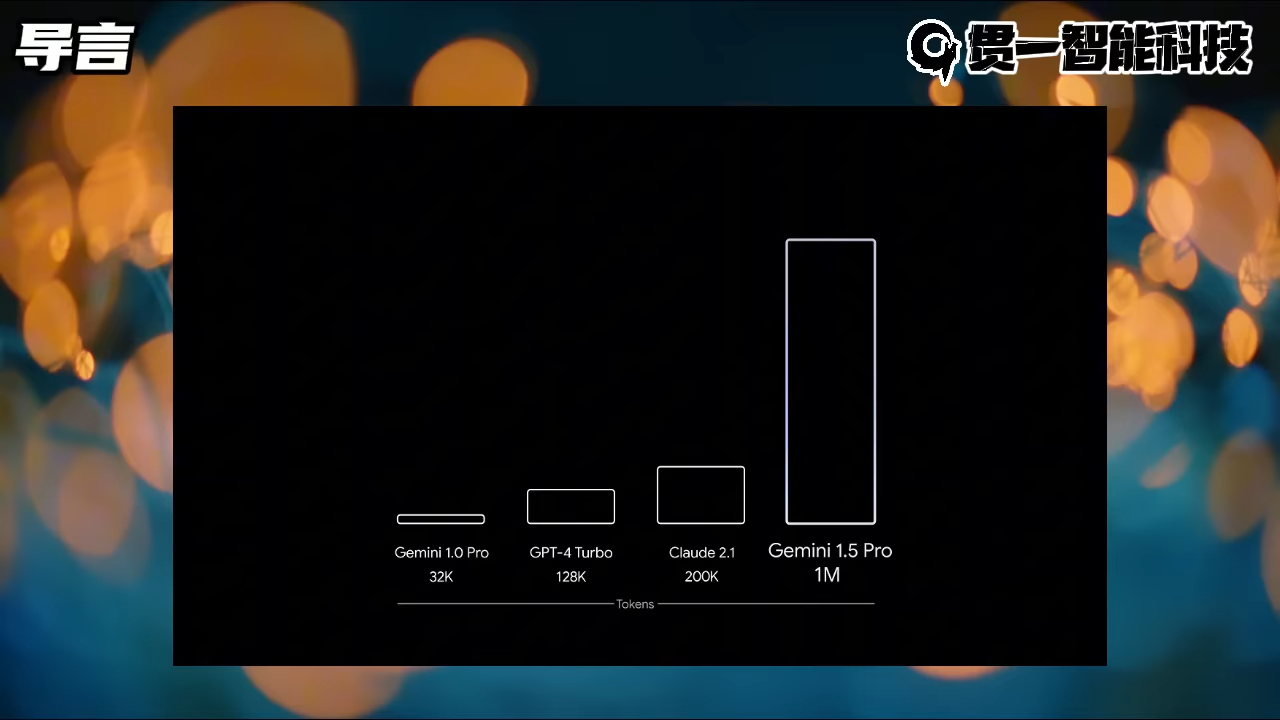 导言
贯一智能科技
Gemini 1.0 Pro
32K
GPT-4 Turbo
128K
Claude 2.1
200K
Gemini 1.5 Pro
1M
Tokens